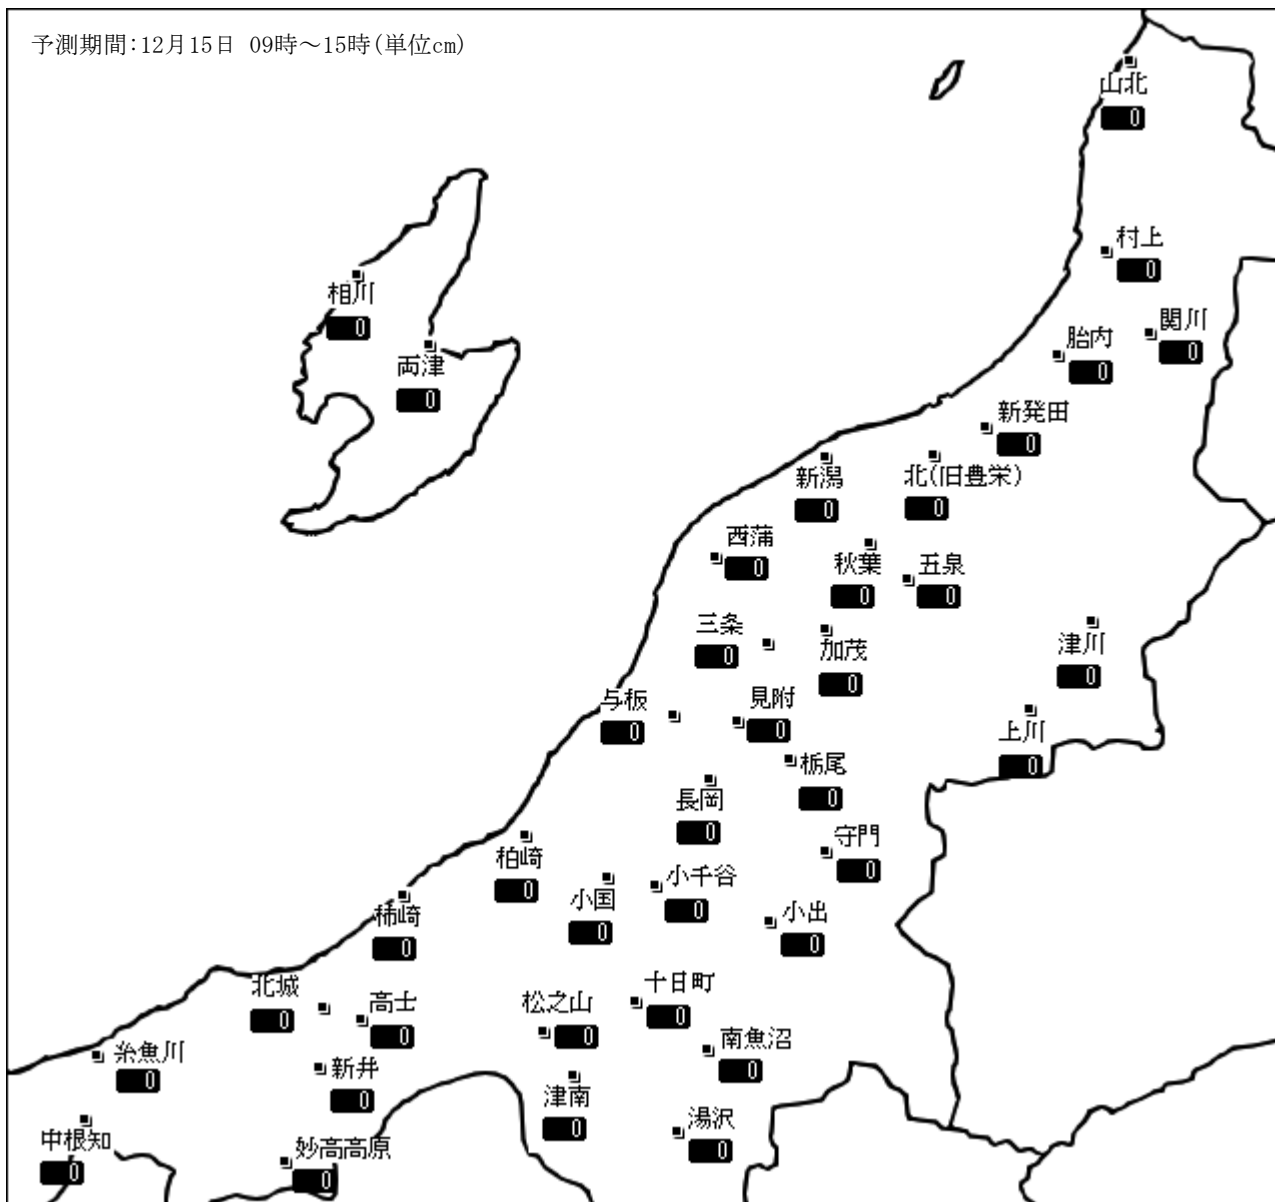 予測期間:12月15日 09時～15時(単位cm)
山北
0
村上
0
相川
0
関川
0
胎内
0
両津
0
新発田
0
新潟
0
北(旧豊栄)
0
西蒲
0
秋葉
0
五泉
0
三条
0
加茂
0
津川
0
与板
0
見附
0
上川
0
栃尾
0
長岡
0
守門
0
柏崎
0
小千谷
0
小国
0
小出
0
柿崎
0
北城
0
高士
0
松之山
0
十日町
0
南魚沼
0
糸魚川
0
新井
0
津南
0
湯沢
0
中根知
0
妙高高原
0